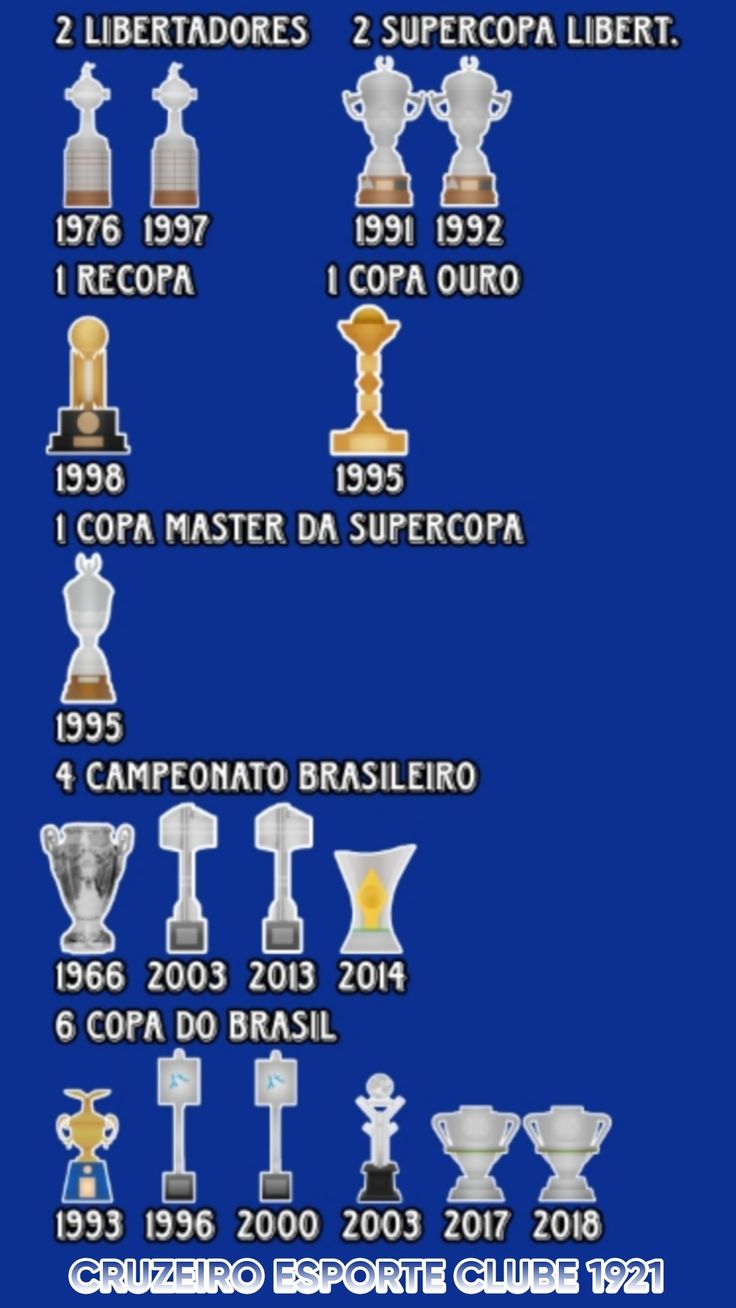 2 LIBERTADORES 2 SUPERCOPA LIBERT.
1976 1997 1991 1992
1 RECOPA 1 COPA OURO
1998 1995
1 COPA MASTER DA SUPERCOPA
1995
4 CAMPEONATO BRASILEIRO
1966 2003 2013 2014
6 COPA DO BRASIL
1993 1996 2000 2003 2017 2018
CRUZEIRO ESPORTE CLUBE 1921